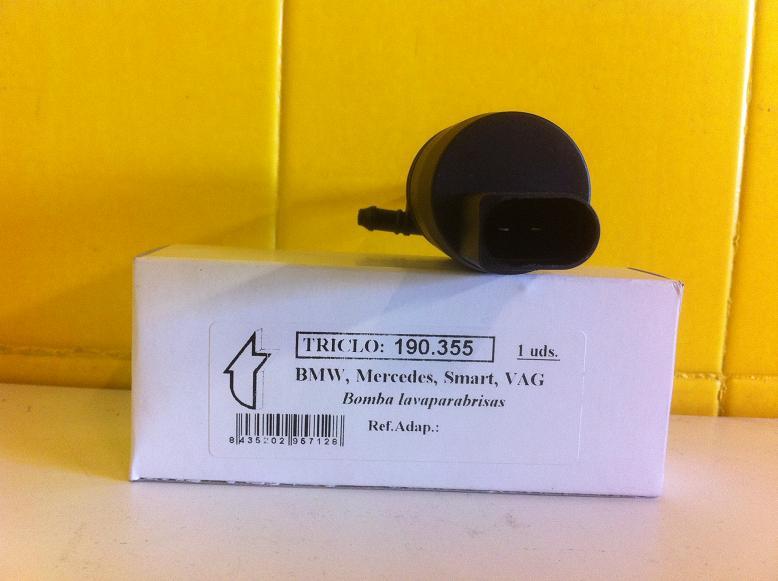 TRICLO: 190.355
1 uds.
BMW, Mercedes, Smart, VAG
Bomba lavaparabrisas
Ref.Adap.:
8 435202 957126